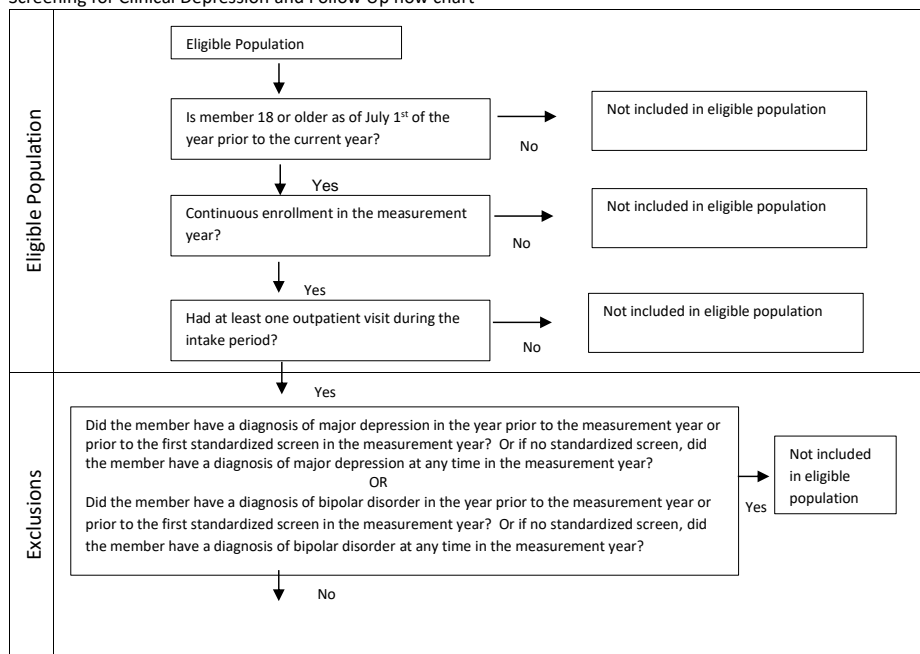 Screening for Clinical Depression and Follow Up flow chart
Eligible Population
Eligible Population
Is member 18 or older as of July 1st of the
year prior to the current year?
No
Not included in eligible population
Yes
Continuous enrollment in the measurement
year?
No
Not included in eligible population
Yes
Had at least one outpatient visit during the
intake period?
No
Not included in eligible population
Yes
Exclusions
Did the member have a diagnosis of major depression in the year prior to the measurement year or
prior to the first standardized screen in the measurement year? Or if no standardized screen, did
the member have a diagnosis of major depression at any time in the measurement year?
OR
Did the member have a diagnosis of bipolar disorder in the year prior to the measurement year or
prior to the first standardized screen in the measurement year? Or if no standardized screen, did
the member have a diagnosis of bipolar disorder at any time in the measurement year?
Yes
Not included
in eligible
population
No